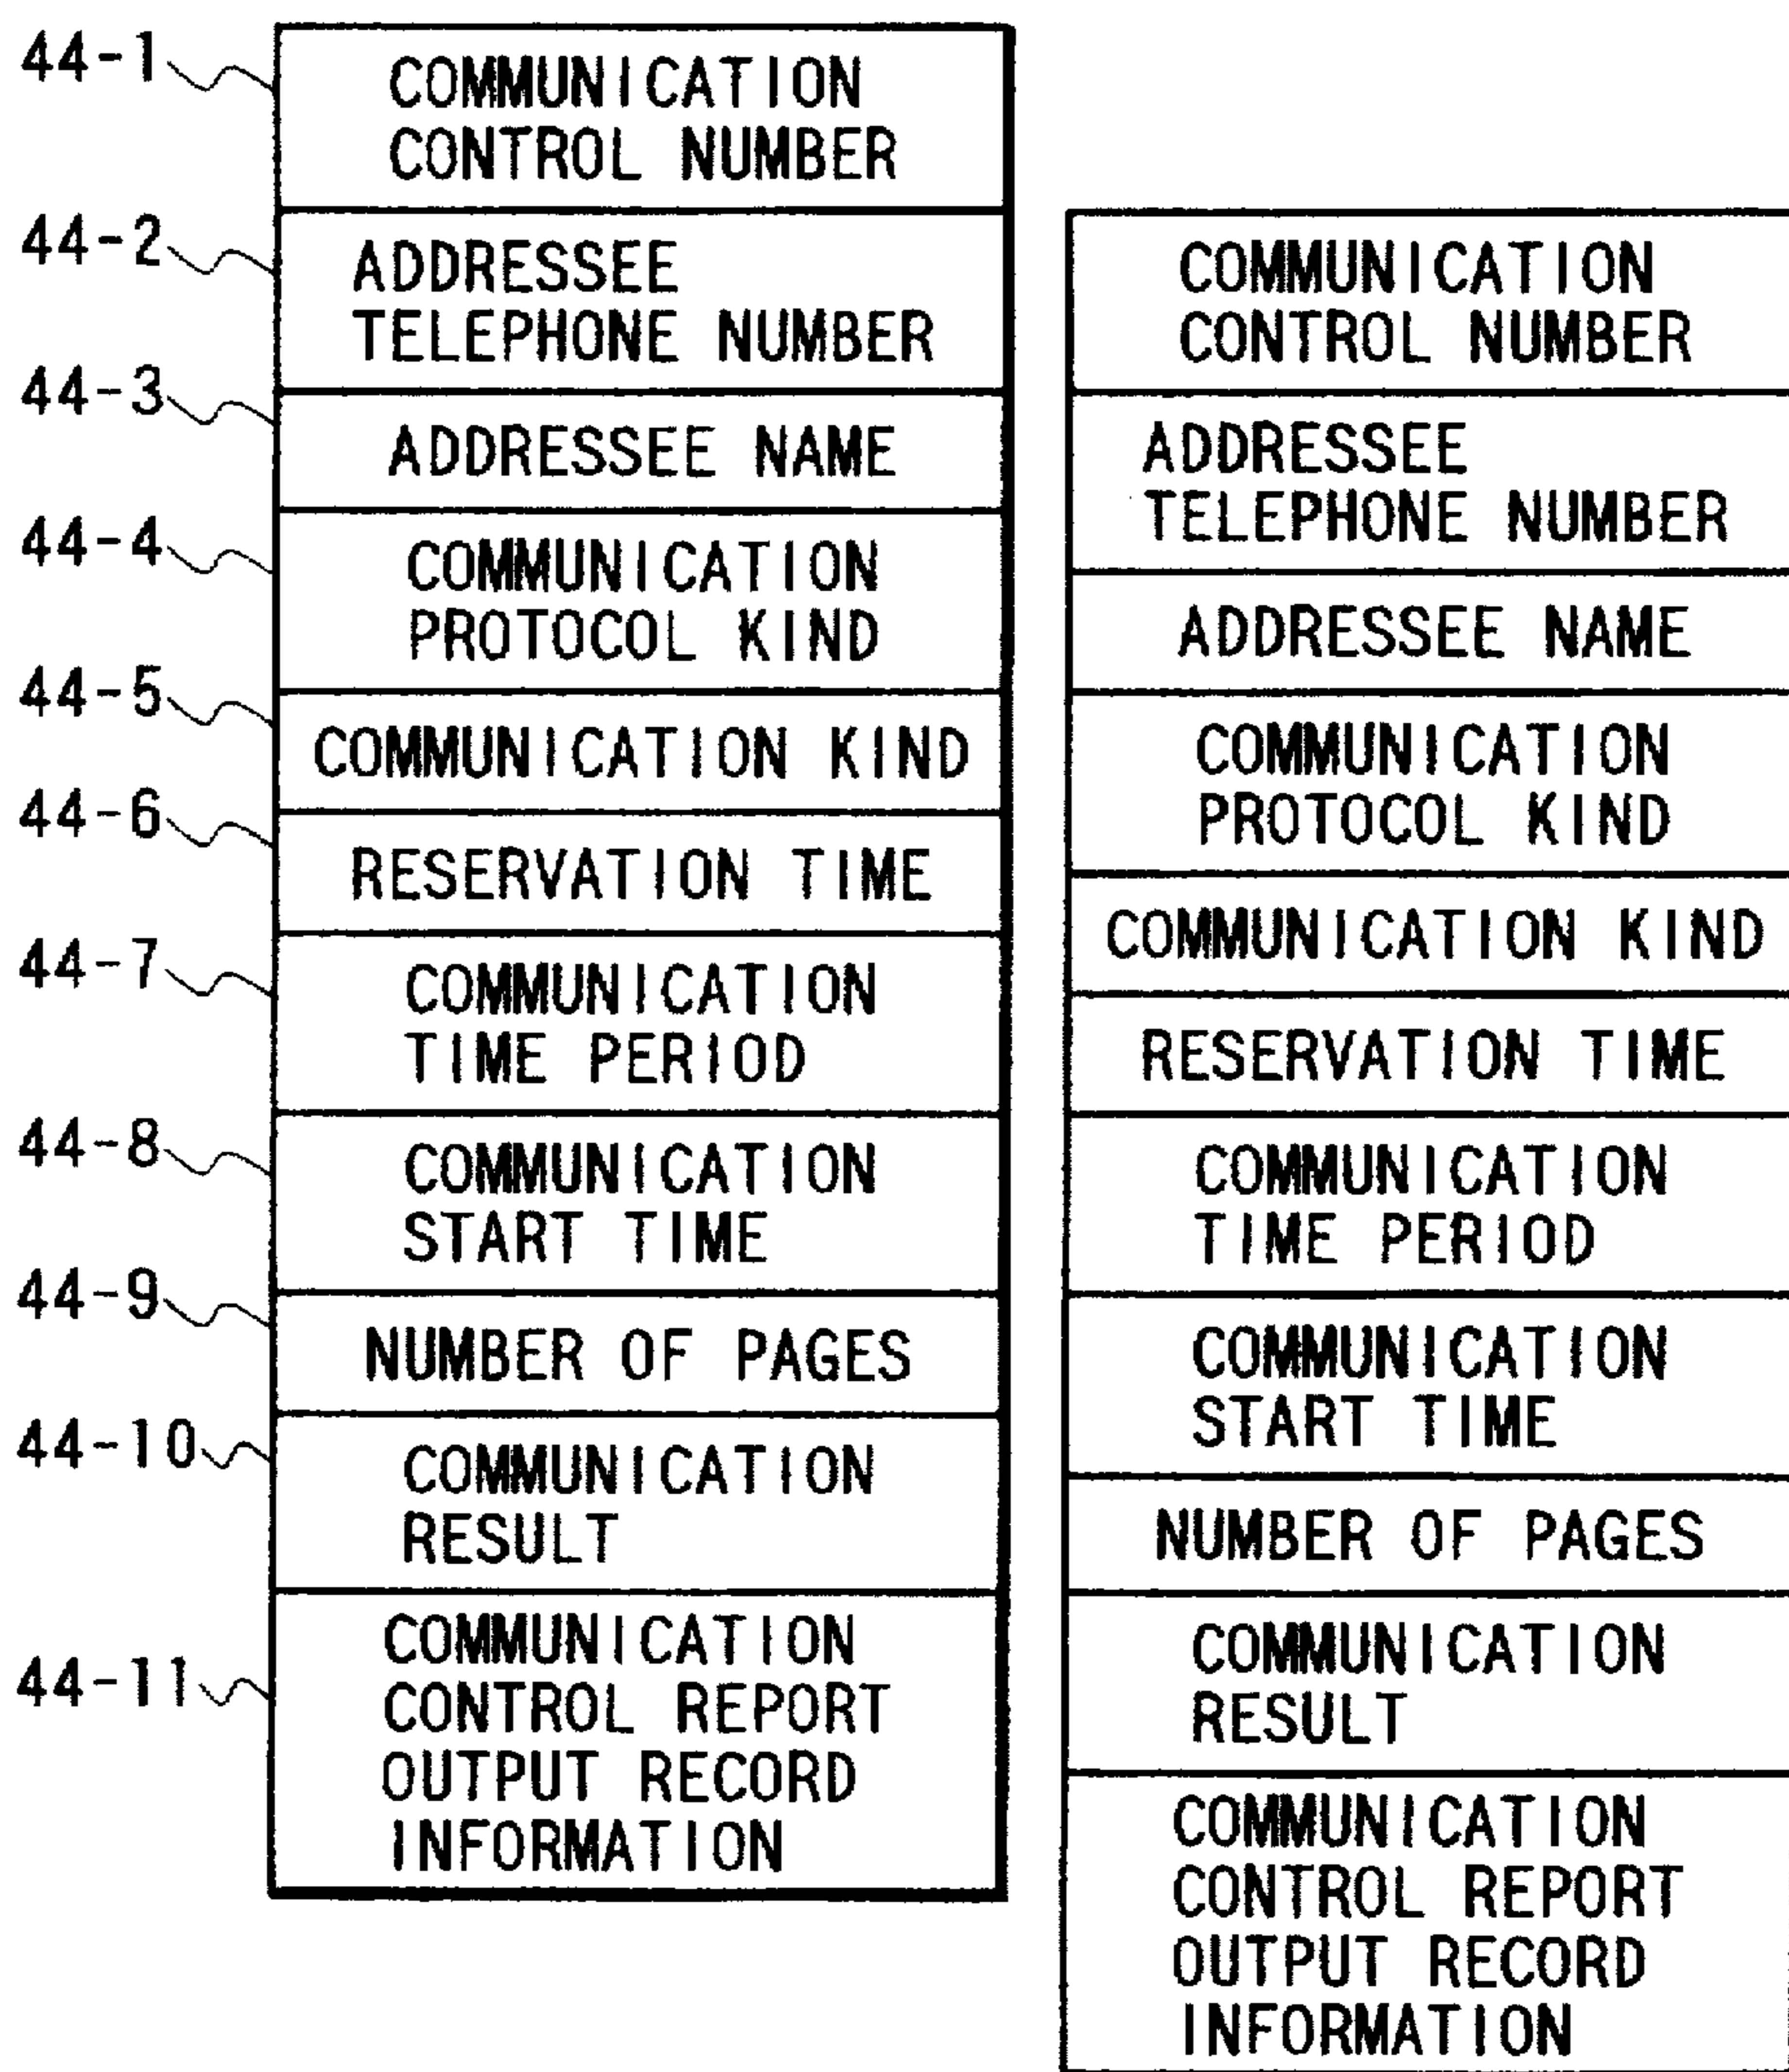 44-1
COMMUNICATION
CONTROL NUMBER
44-2
ADDRESSEE
TELEPHONE NUMBER
44-3
ADDRESSEE NAME
44-4
COMMUNICATION
PROTOCOL KIND
44-5
COMMUNICATION KIND
44-6
RESERVATION TIME
44-7
COMMUNICATION
TIME PERIOD
44-8
COMMUNICATION
START TIME
44-9
NUMBER OF PAGES
44-10
COMMUNICATION
RESULT
44-11
COMMUNICATION
CONTROL REPORT
OUTPUT RECORD
INFORMATION
COMMUNICATION
CONTROL NUMBER
ADDRESSEE
TELEPHONE NUMBER
ADDRESSEE NAME
COMMUNICATION
PROTOCOL KIND
COMMUNICATION KIND
RESERVATION TIME
COMMUNICATION
TIME PERIOD
COMMUNICATION
START TIME
NUMBER OF PAGES
COMMUNICATION
RESULT
COMMUNICATION
CONTROL REPORT
OUTPUT RECORD
INFORMATION